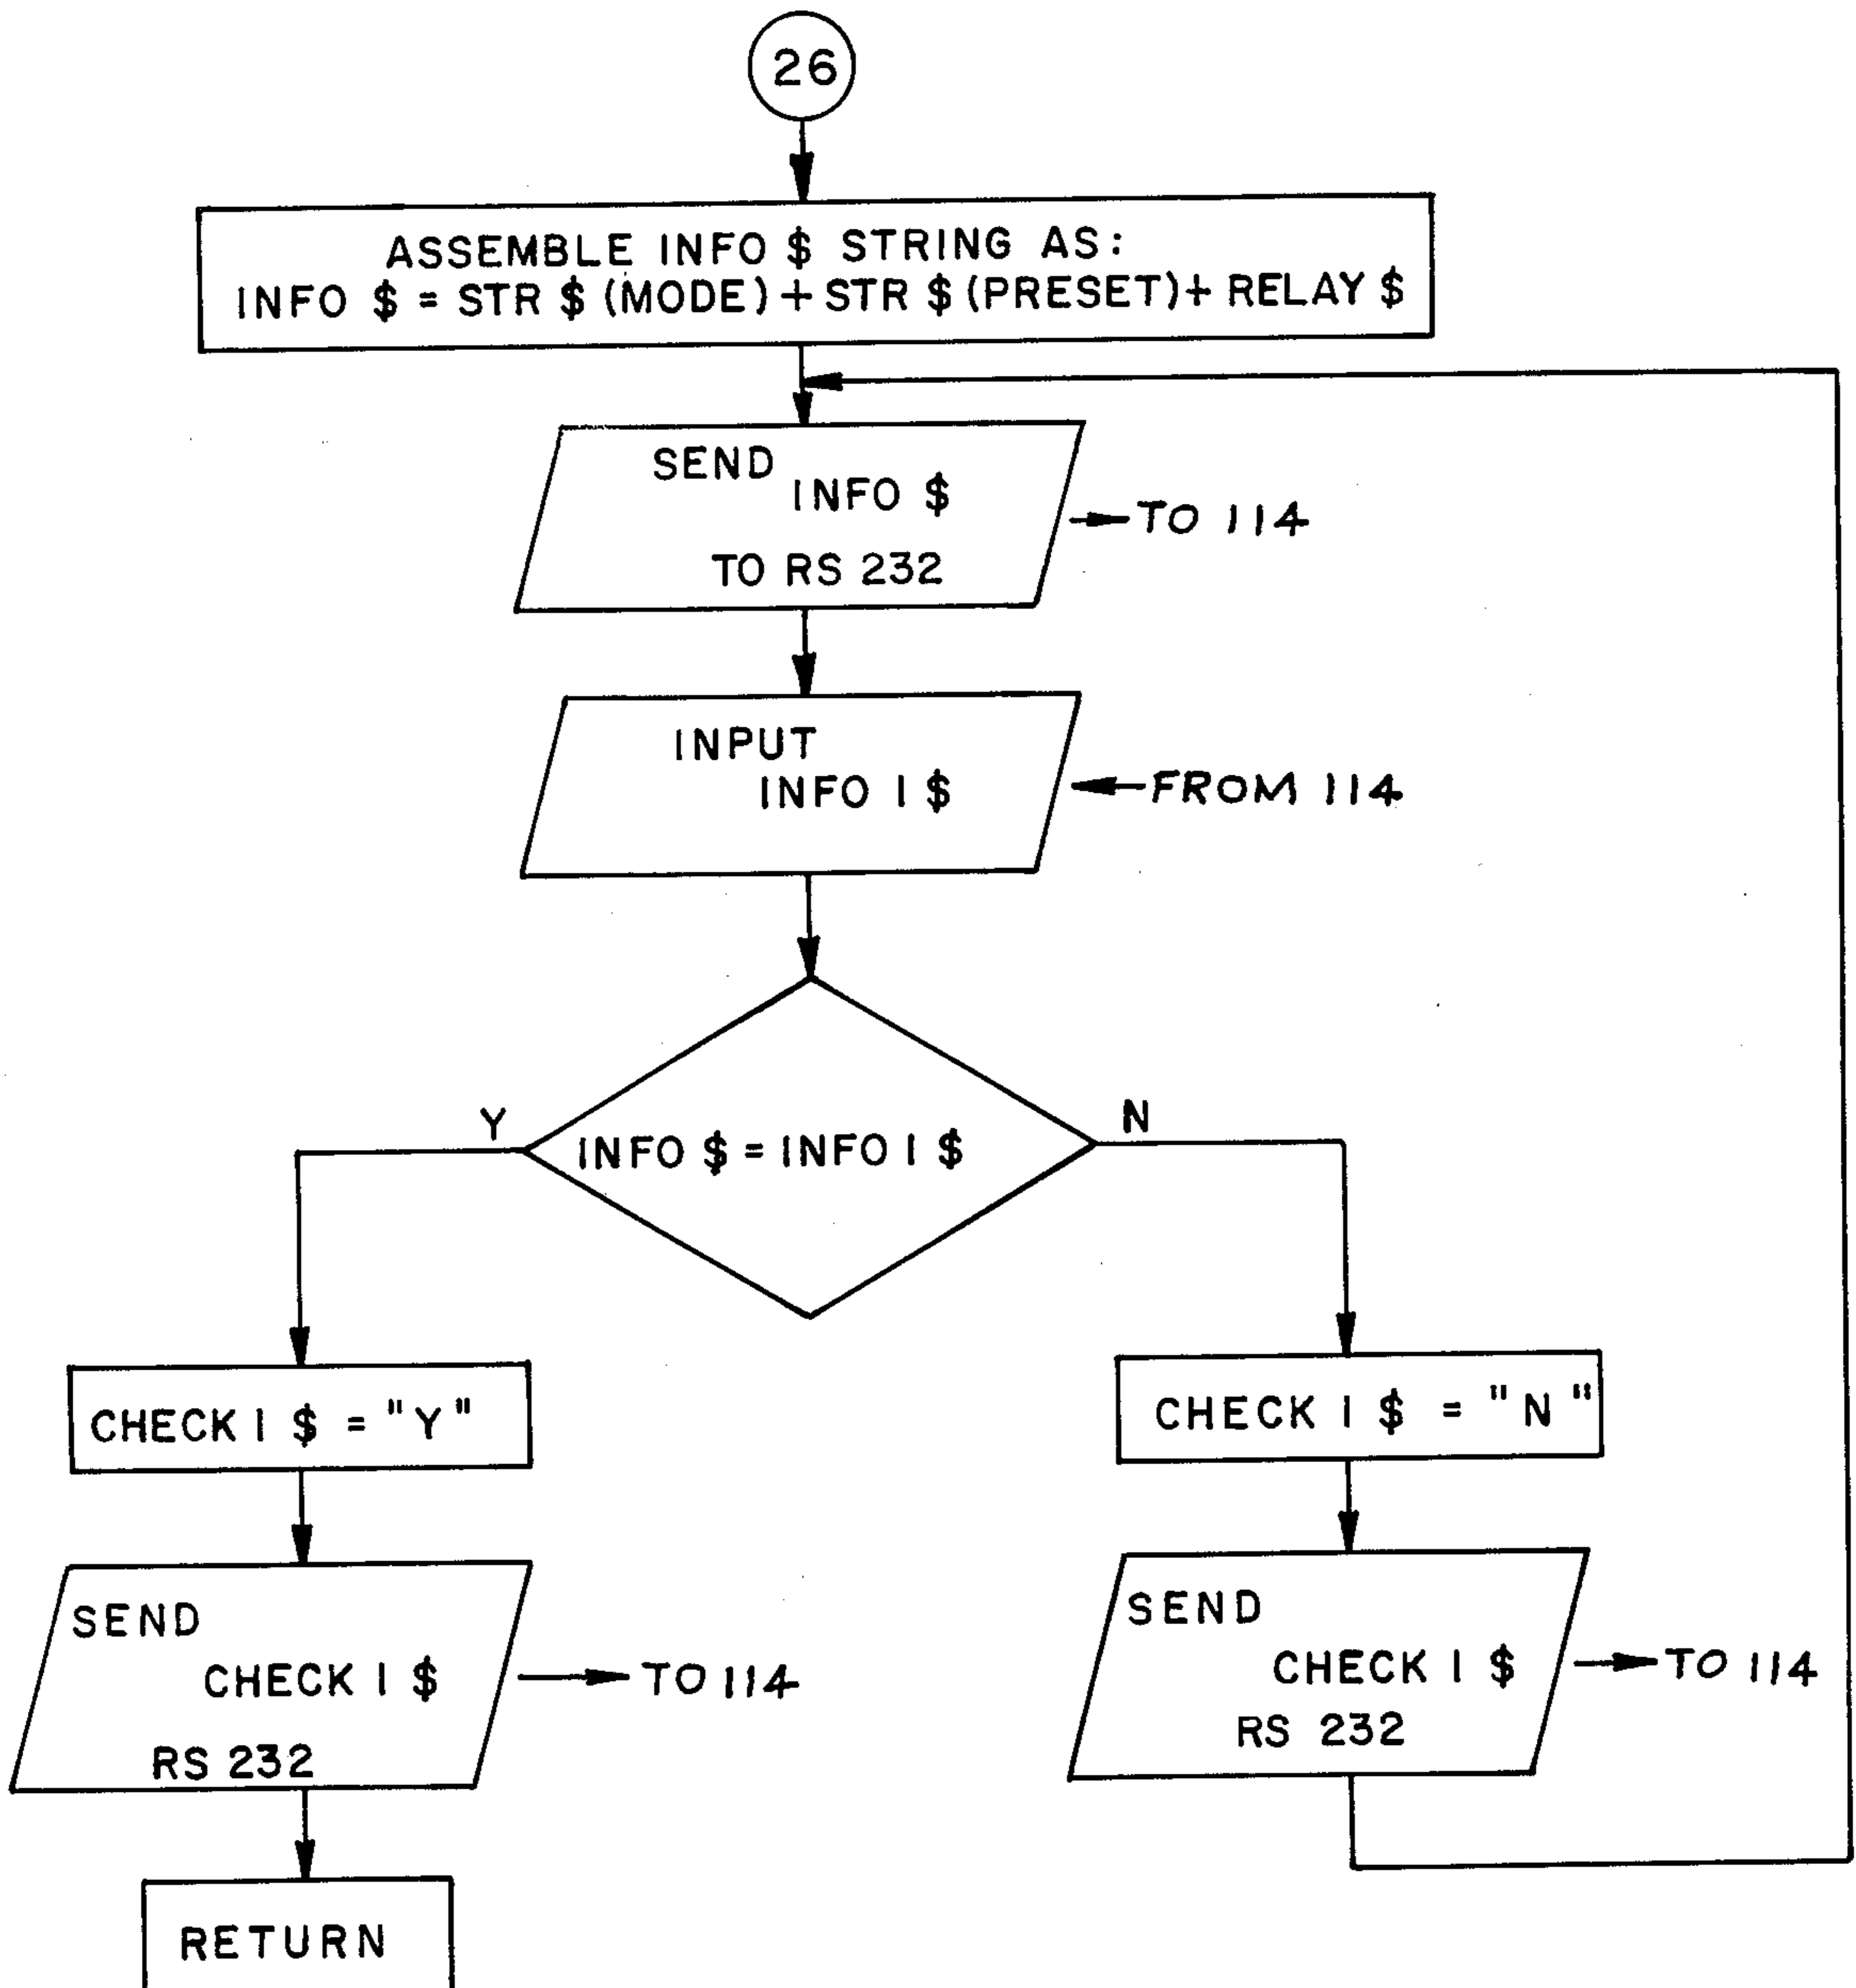 26
ASSEMBLE INFO $ STRING AS:
INFO $ = STR $ (MODE) + STR $ (PRESET) + RELAY $
SEND
INFO $
TO RS 232
TO 114
INPUT
INFO 1 $
FROM 114
Y
N
INFO $ = INFO 1 $
CHECK 1 $ = "Y"
CHECK 1 $ = "N"
SEND
CHECK 1 $
RS 232
TO 114
SEND
CHECK 1 $
RS 232
TO 114
RETURN